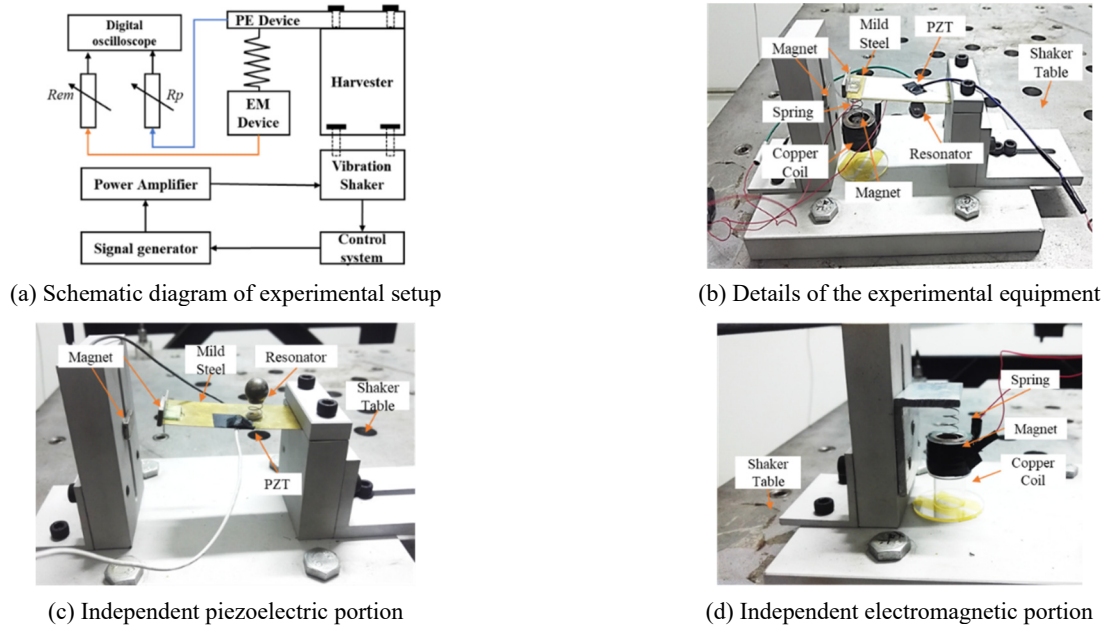 Digital
oscilloscope
PE Device
Rem
Rp
EM
Device
Harvester
Power Amplifier
Vibration
Shaker
Signal generator
Control
system
(a) Schematic diagram of experimental setup
Mild
Steel
PZT
Magnet
Shaker
Table
Spring
Copper
Coil
Resonator
Magnet
(b) Details of the experimental equipment
Magnet
Mild
Steel
Resonator
Shaker
Table
PZT
(c) Independent piezoelectric portion
Spring
Magnet
Shaker
Table
Copper
Coil
(d) Independent electromagnetic portion